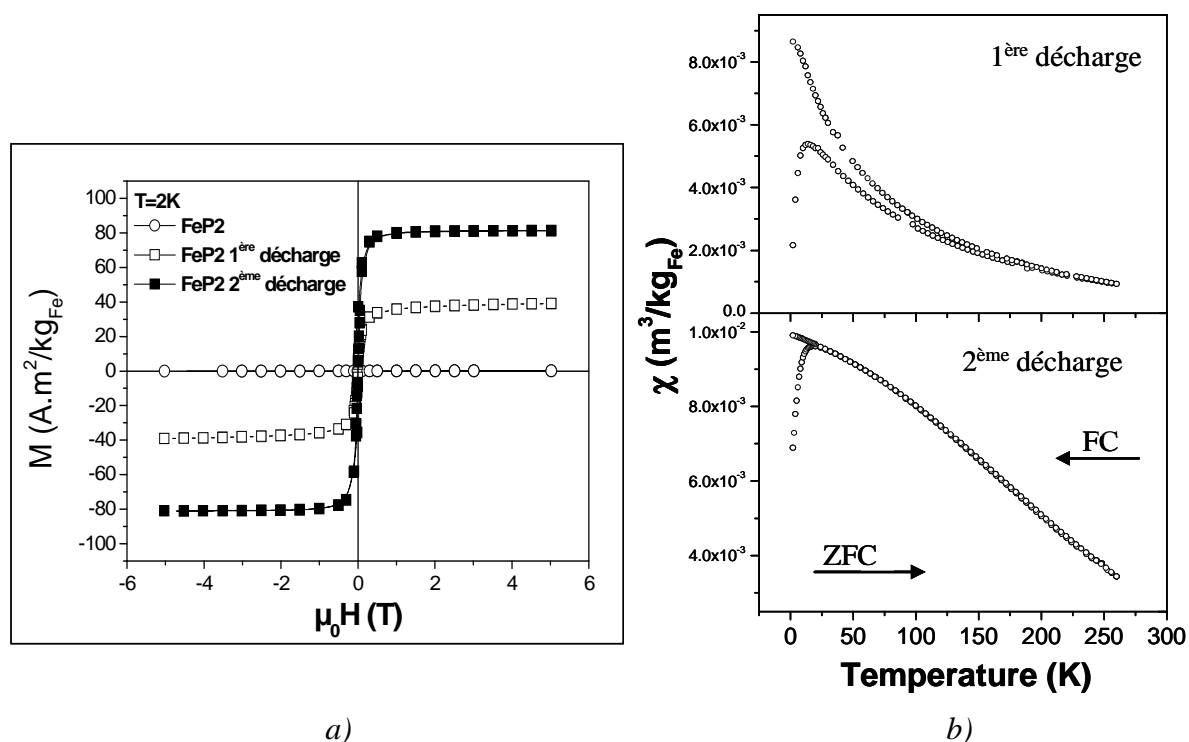 T=2K
FeP2
FeP2 1ère décharge
FeP2 2ème décharge
100
80
60
40
20
0
-20
-40
-60
-80
-100
M (A.m²/kgFe)
-6
-4
-2
0
2
4
6
μ₀H (T)
a)
1ère décharge
8.0x10⁻³
6.0x10⁻³
4.0x10⁻³
2.0x10⁻³
0.0
χ (m³/kgFe)
2ème décharge
1.0x10⁻²
8.0x10⁻³
6.0x10⁻³
4.0x10⁻³
FC
ZFC
0
50
100
150
200
250
300
Temperature (K)
b)